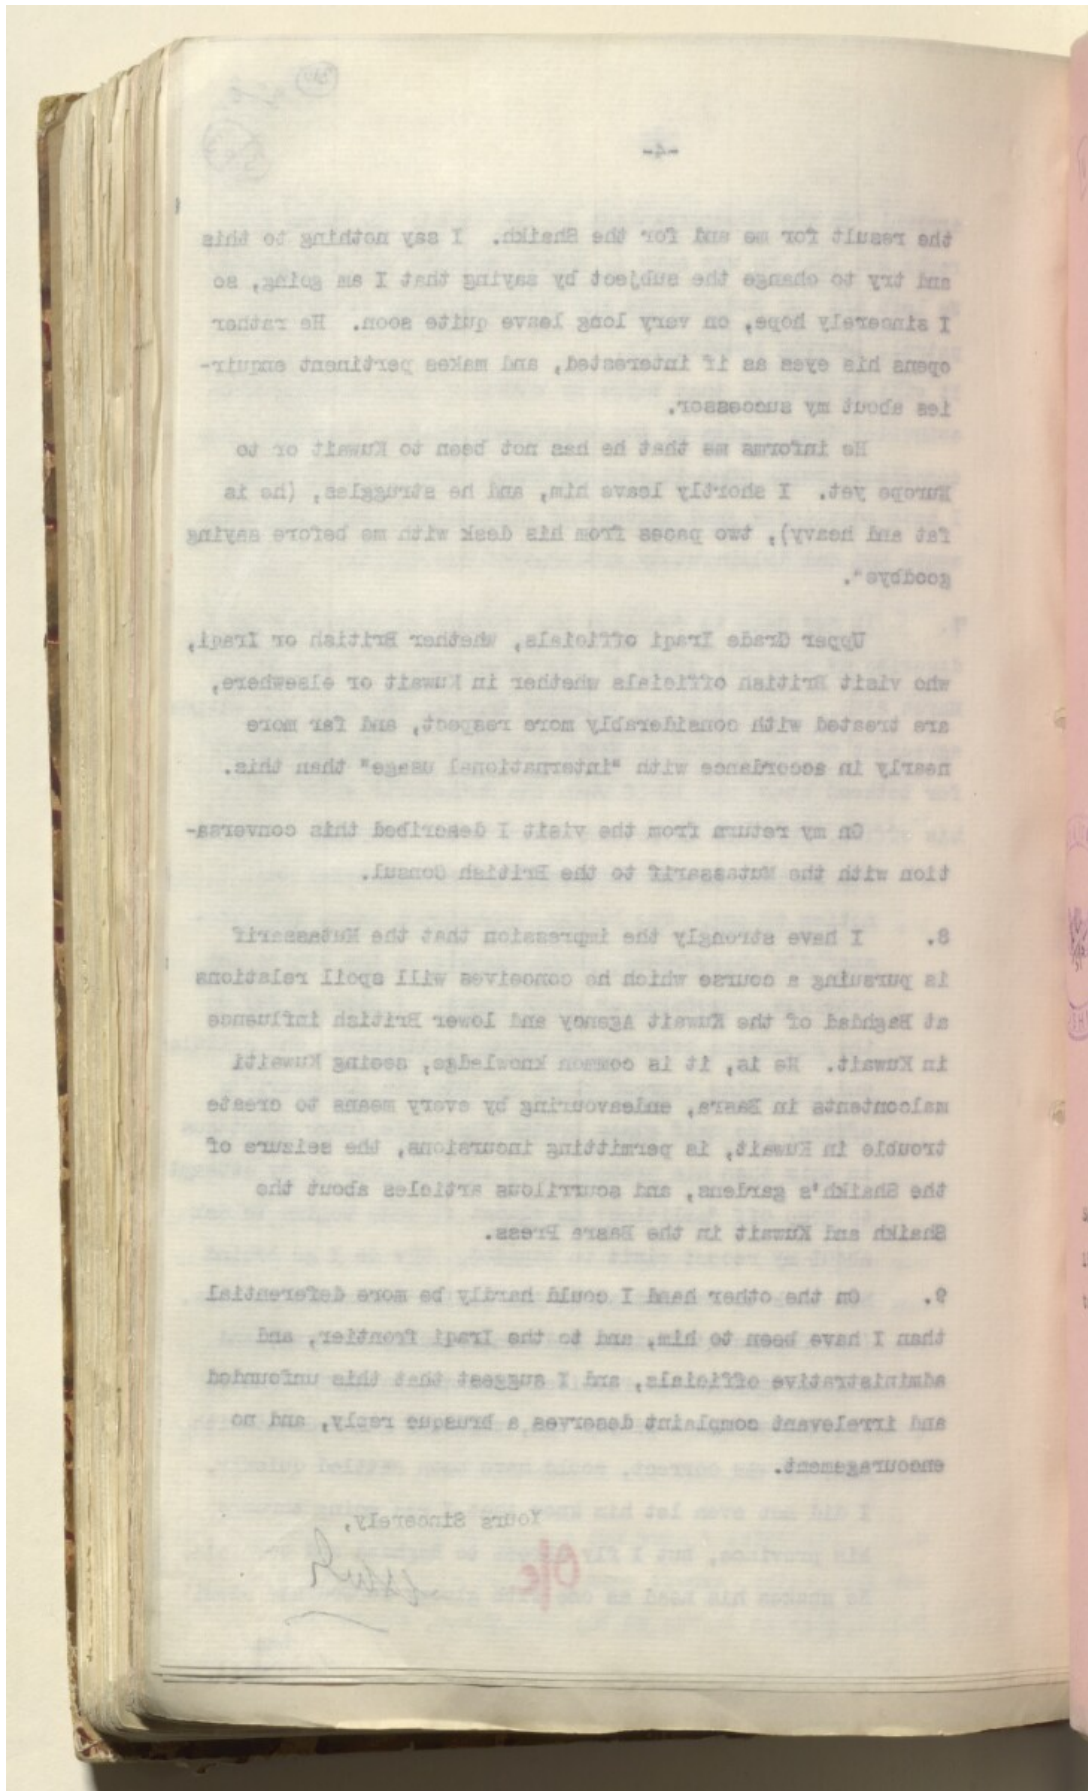 -4-
the result for me and for the Shaikh. I say nothing to this
and try to change the subject by saying that I am going, so
I sincerely hope, on very long leave quite soon. He rather
opens his eyes as if interested, and makes pertinent enquir-
ies about my successor.
He informs me that he has not been to Kuwait or to
Europe yet. I shortly leave him, and he struggles, (he is
fat and heavy), two paces from his desk with me before saying
goodbye".
Upper Grade Iraqi officials, whether British or Iraqi,
who visit British officials whether in Kuwait or elsewhere,
are treated with considerably more respect, and far more
nearly in accordance with "international usage" than this.
On my return from the visit I described this conversa-
tion with the Mutassarif to the British Consul.
8. I have strongly the impression that the Mutassarif
is pursuing a course which he conceives will spoil relations
at Baghdad of the Kuwait Agency and lower British influence
in Kuwait. He is, it is common knowledge, seeing Kuwaiti
malcontents in Basra, endeavouring by every means to create
trouble in Kuwait, is permitting incursions, the seizure of
the Shaikh's gardens, and scurrilous articles about the
Shaikh and Kuwait in the Basra Press.
9. On the other hand I could hardly be more deferential
than I have been to him, and to the Iraqi frontier, and
administrative officials, and I suggest that this unfounded
and irrelevant complaint deserves a brusque reply, and no
encouragement.
Yours Sincerely,